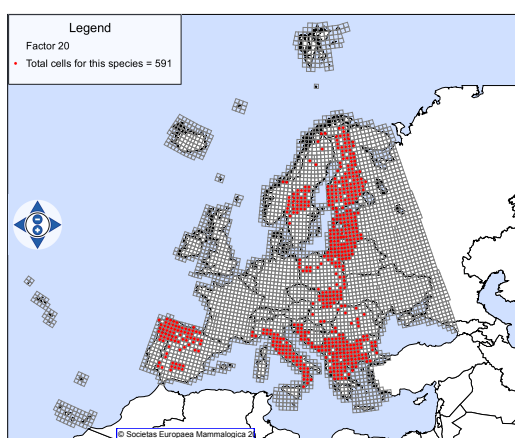 Legend
Factor 20
Total cells for this species = 591
© Societas Europaea Mammalogica 2